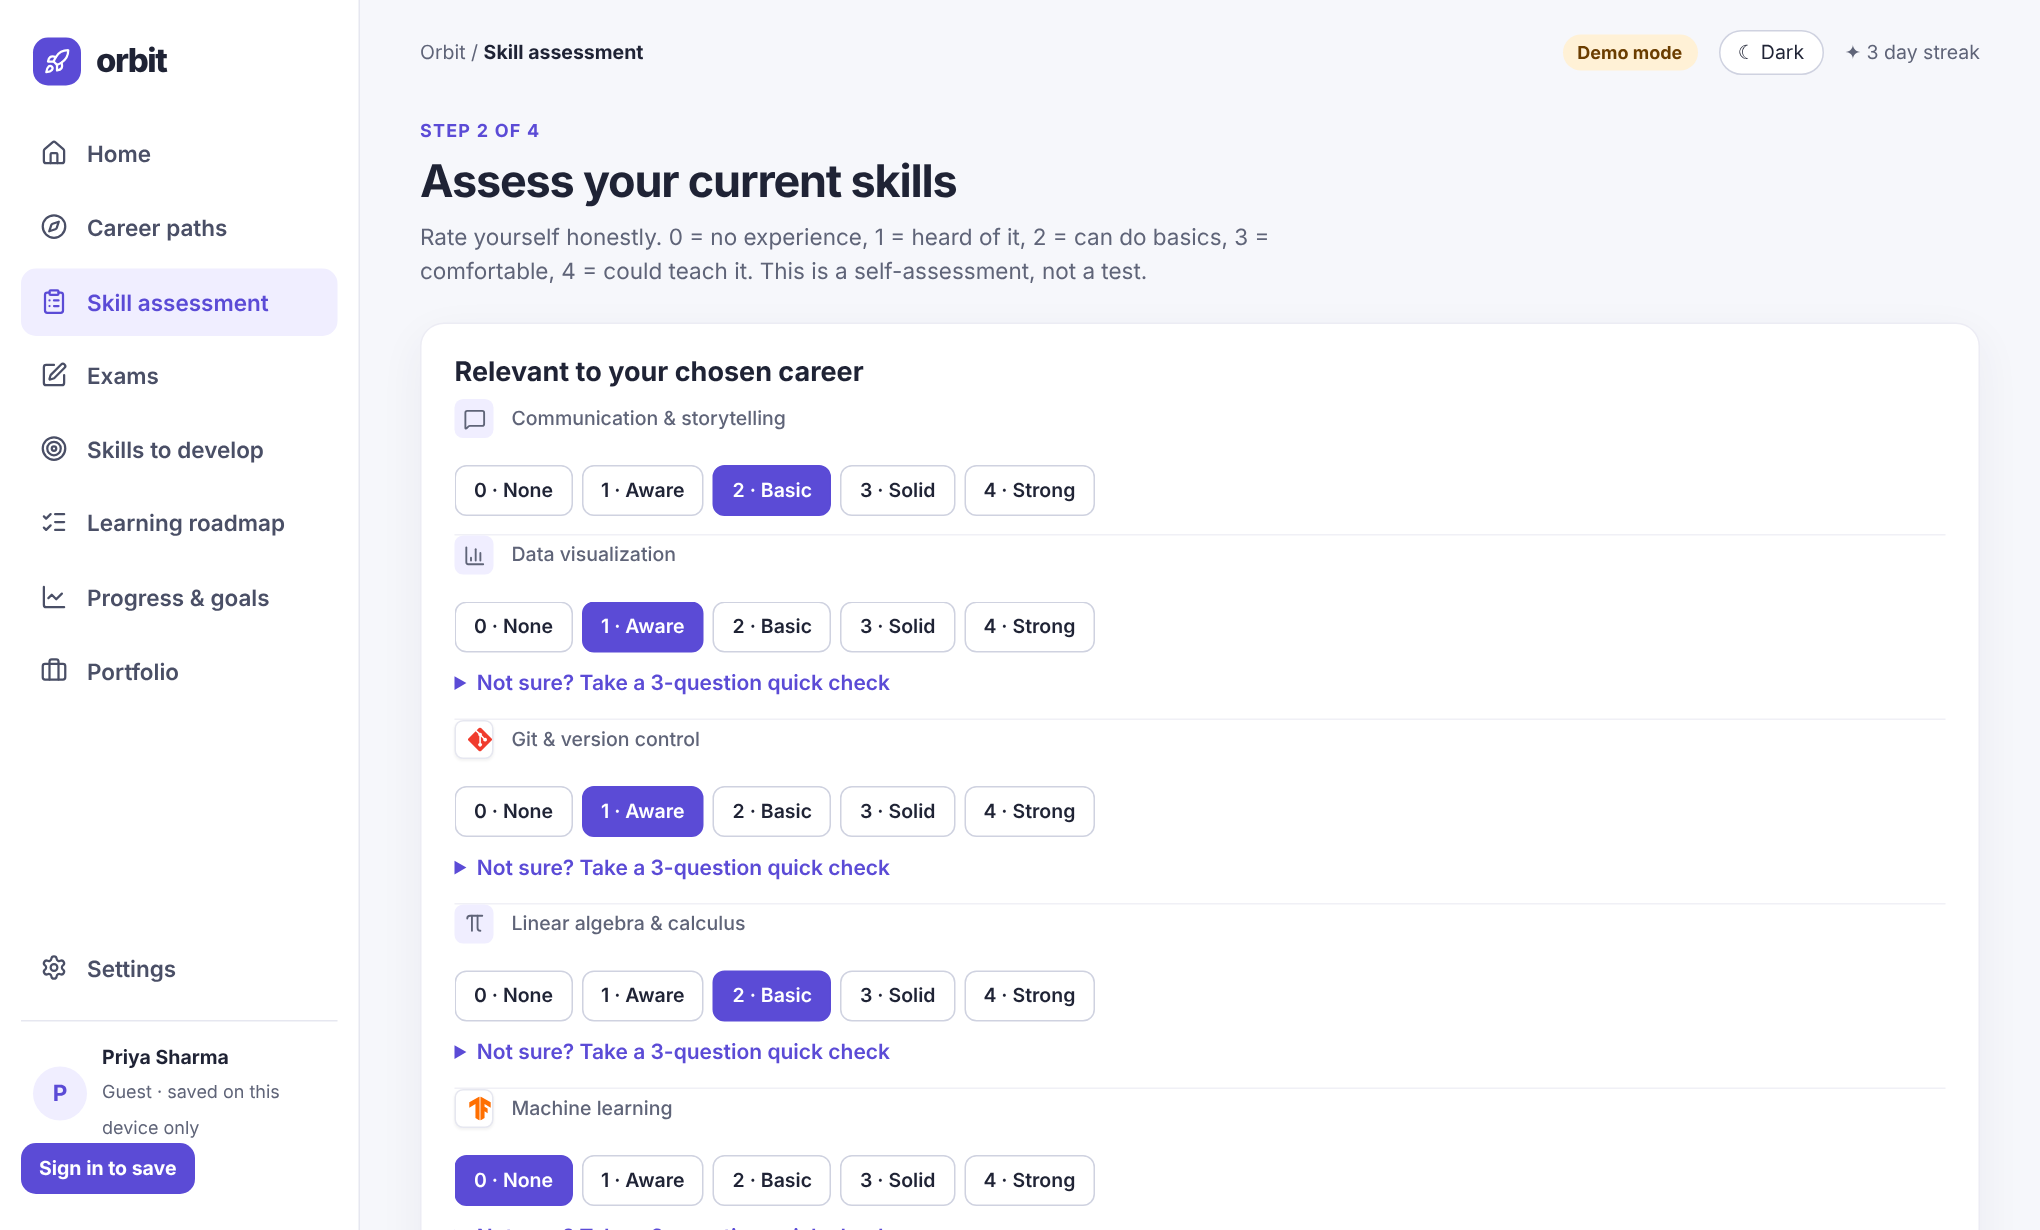 orbit
Home
Career paths
Skill assessment
Exams
Skills to develop
Learning roadmap
Progress & goals
Portfolio
Settings
P
Priya Sharma
Guest · saved on this
device only
Sign in to save
Orbit / Skill assessment
Demo mode
☾ Dark
✦ 3 day streak
STEP 2 OF 4
Assess your current skills
Rate yourself honestly. 0 = no experience, 1 = heard of it, 2 = can do basics, 3 =
comfortable, 4 = could teach it. This is a self-assessment, not a test.
Relevant to your chosen career
Communication & storytelling
0 · None 1 · Aware 2 · Basic 3 · Solid 4 · Strong
Data visualization
0 · None 1 · Aware 2 · Basic 3 · Solid 4 · Strong
▶ Not sure? Take a 3-question quick check
Git & version control
0 · None 1 · Aware 2 · Basic 3 · Solid 4 · Strong
▶ Not sure? Take a 3-question quick check
π Linear algebra & calculus
0 · None 1 · Aware 2 · Basic 3 · Solid 4 · Strong
▶ Not sure? Take a 3-question quick check
Machine learning
0 · None 1 · Aware 2 · Basic 3 · Solid 4 · Strong